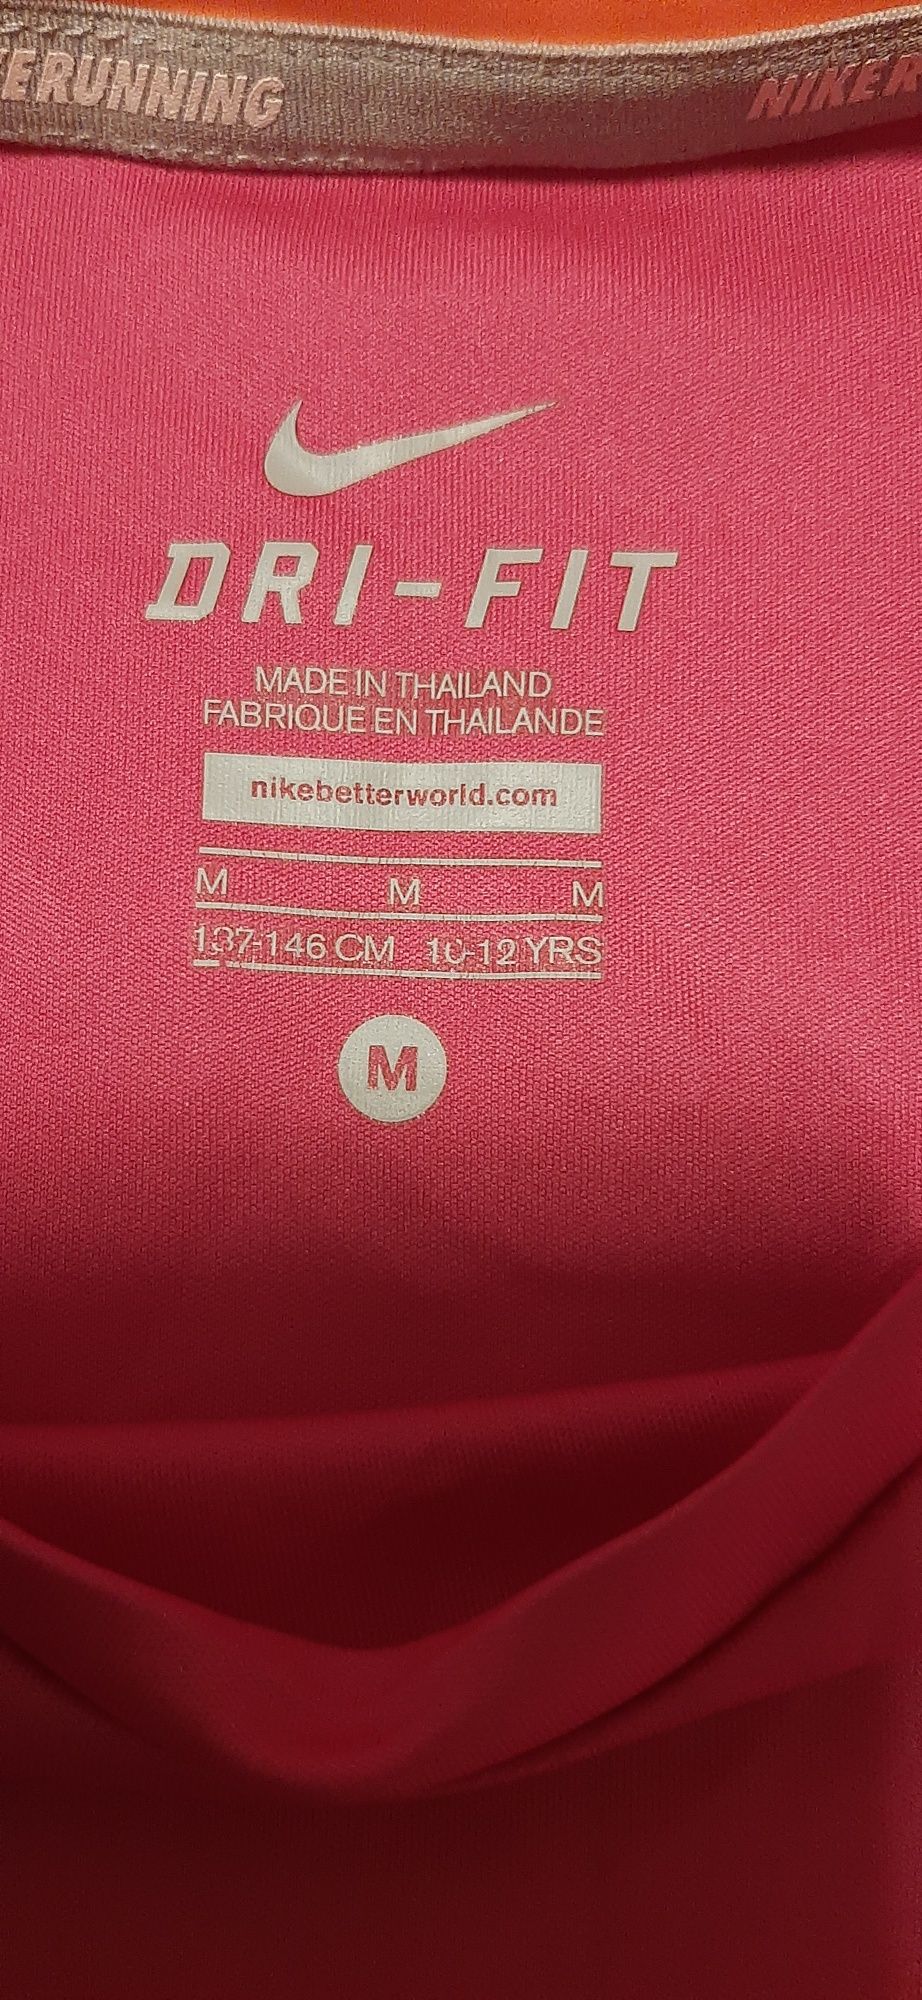 ERUNNING NIKE R
DRI-FIT
MADE IN THAILAND
FABRIQUE EN THAILANDE
nikebetterworld.com
M M M
137-146 CM 10-12 YRS
M